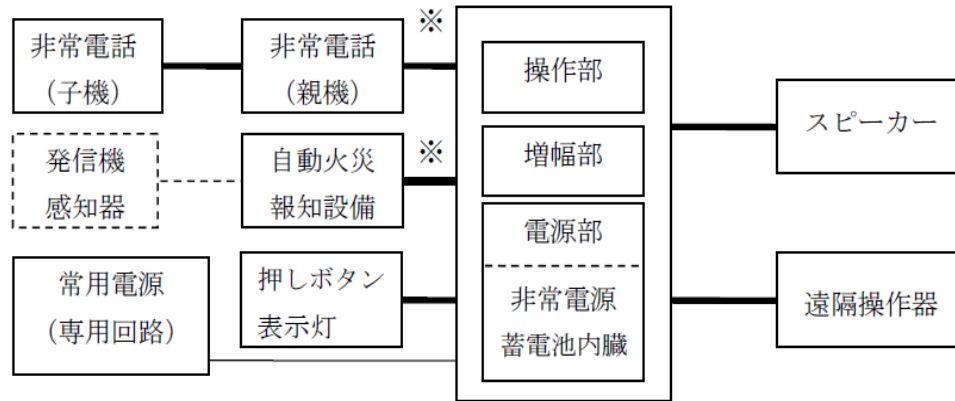 非常電話
（子機）
非常電話
（親機）
※
発信機
感知器
自動火災
報知設備
※
常用電源
（専用回路）
押しボタン
表示灯
操作部
増幅部
電源部
非常電源
蓄電池内臓
スピーカー
遠隔操作器